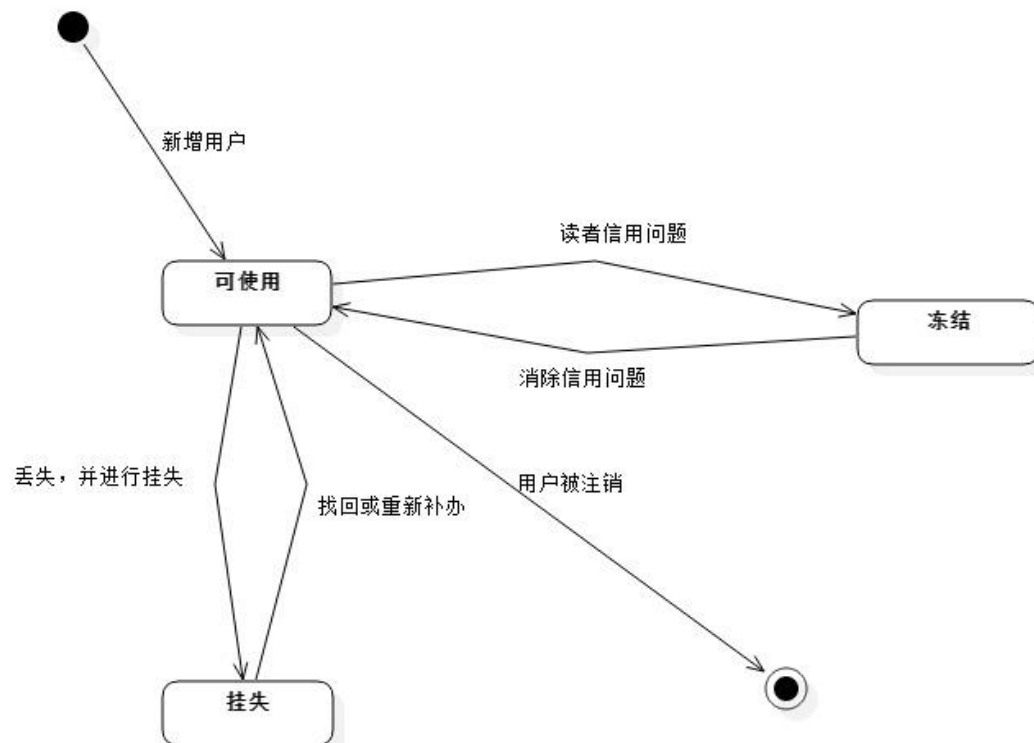 新增用户
读者信用问题
可使用
冻结
消除信用问题
丢失，并进行挂失
用户被注销
找回或重新补办
挂失